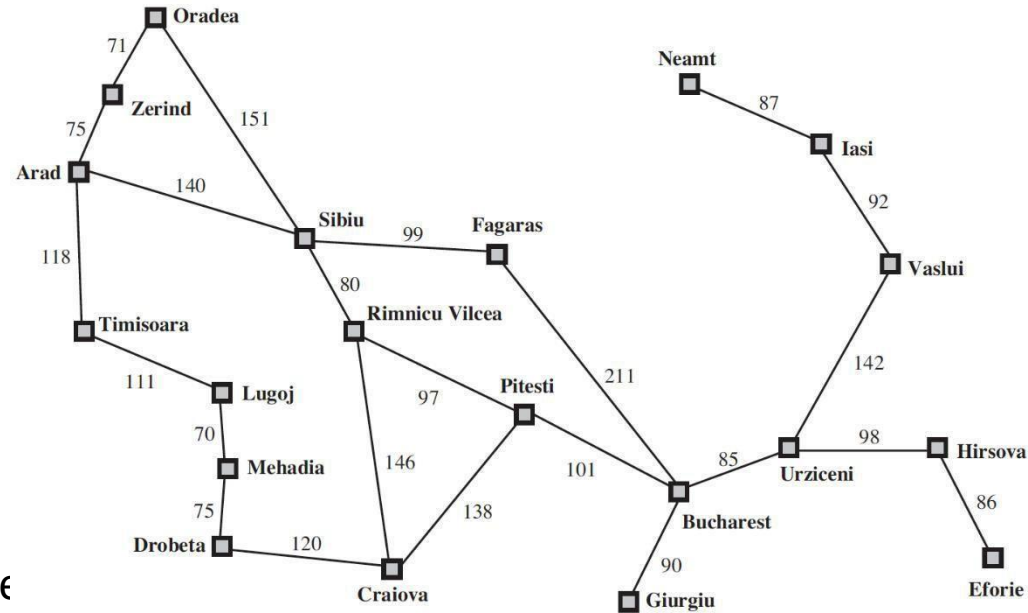 Oradea
71
Neamt
87
Zerind
151
75
Iasi
Arad
140
92
Sibiu
Fagaras
99
118
Vaslui
80
Rimnicu Vilcea
Timisoara
142
111
211
Pitesti
Lugoj
97
70
98
Hirsova
146
85
Mehadia
101
Urziceni
86
75
138
Bucharest
Drobeta
120
90
Craiova
Eforie
Giurgiu